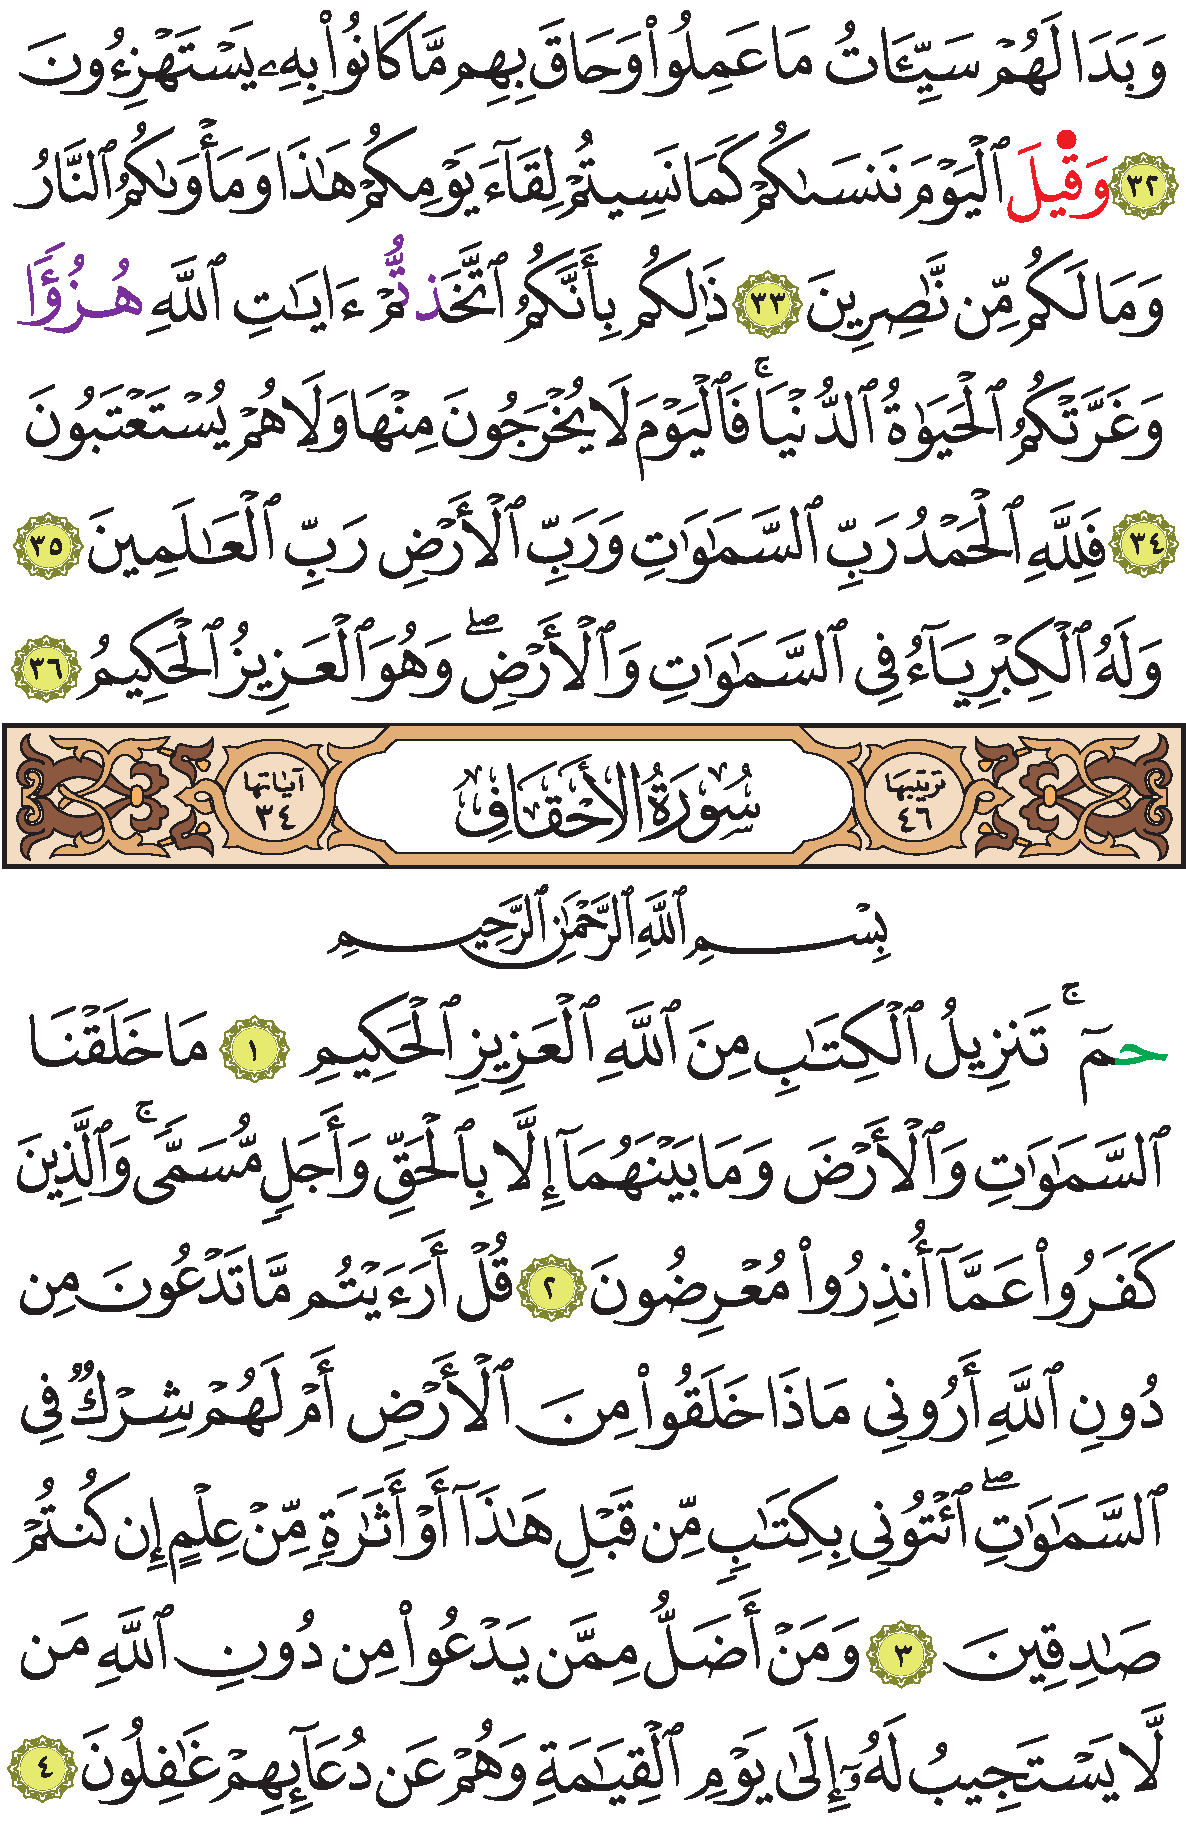 وَبَدَا لَهُمْ سَيِّـَٔاتُ مَا عَمِلُوا۟ وَحَاقَ بِهِم مَّا كَانُوا۟ بِهِۦ يَسْتَهْزِءُونَ
٣٢ وَقِيلَ ٱلْيَوْمَ نَنسَىٰكُمْ كَمَا نَسِيتُمْ لِقَآءَ يَوْمِكُمْ هَٰذَا وَمَأْوَىٰكُمُ ٱلنَّارُ
وَمَا لَكُم مِّن نَّٰصِرِينَ ٣٣ ذَٰلِكُم بِأَنَّكُمُ ٱتَّخَذتُّمْ ءَايَٰتِ ٱللَّهِ هُزُؤًا
وَغَرَّتْكُمُ ٱلْحَيَوٰةُ ٱلدُّنْيَا ۚ فَٱلْيَوْمَ لَا يُخْرَجُونَ مِنْهَا وَلَا هُمْ يُسْتَعْتَبُونَ
٣٤ فَلِلَّهِ ٱلْحَمْدُ رَبِّ ٱلسَّمَٰوَٰتِ وَرَبِّ ٱلْأَرْضِ رَبِّ ٱلْعَٰلَمِينَ ٣٥
وَلَهُ ٱلْكِبْرِيَآءُ فِى ٱلسَّمَٰوَٰتِ وَٱلْأَرْضِ ۖ وَهُوَ ٱلْعَزِيزُ ٱلْحَكِيمُ ٣٦
ترتيبها ٤٦ سُورَةُ ٱلْأَحْقَافِ آياتها ٣٤
بِسْمِ ٱللَّهِ ٱلرَّحْمَٰنِ ٱلرَّحِيمِ
حمٓ ۚ تَنزِيلُ ٱلْكِتَٰبِ مِنَ ٱللَّهِ ٱلْعَزِيزِ ٱلْحَكِيمِ ١ مَا خَلَقْنَا
ٱلسَّمَٰوَٰتِ وَٱلْأَرْضَ وَمَا بَيْنَهُمَآ إِلَّا بِٱلْحَقِّ وَأَجَلٍ مُّسَمًّى ۚ وَٱلَّذِينَ
كَفَرُوا۟ عَمَّآ أُنذِرُوا۟ مُعْرِضُونَ ٢ قُلْ أَرَءَيْتُم مَّا تَدْعُونَ مِن
دُونِ ٱللَّهِ أَرُونِى مَاذَا خَلَقُوا۟ مِنَ ٱلْأَرْضِ أَمْ لَهُمْ شِرْكٌ فِى
ٱلسَّمَٰوَٰتِ ۖ ٱئْتُونِى بِكِتَٰبٍ مِّن قَبْلِ هَٰذَآ أَوْ أَثَٰرَةٍ مِّنْ عِلْمٍ إِن كُنتُمْ
صَٰدِقِينَ ٣ وَمَنْ أَضَلُّ مِمَّن يَدْعُوا۟ مِن دُونِ ٱللَّهِ مَن
لَّا يَسْتَجِيبُ لَهُۥٓ إِلَىٰ يَوْمِ ٱلْقِيَٰمَةِ وَهُمْ عَن دُعَآئِهِمْ غَٰفِلُونَ ٤